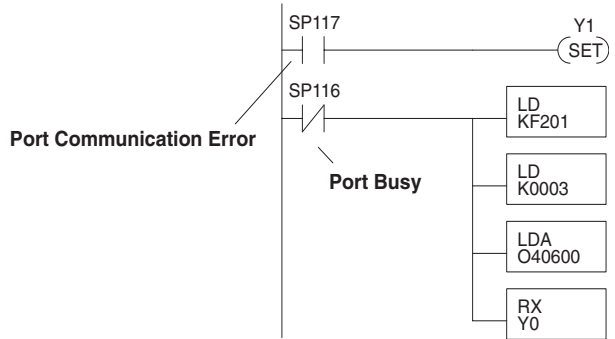 SP117
Y1
SET
Port Communication Error
SP116
Port Busy
LD
KF201
LD
K0003
LDA
O40600
RX
Y0